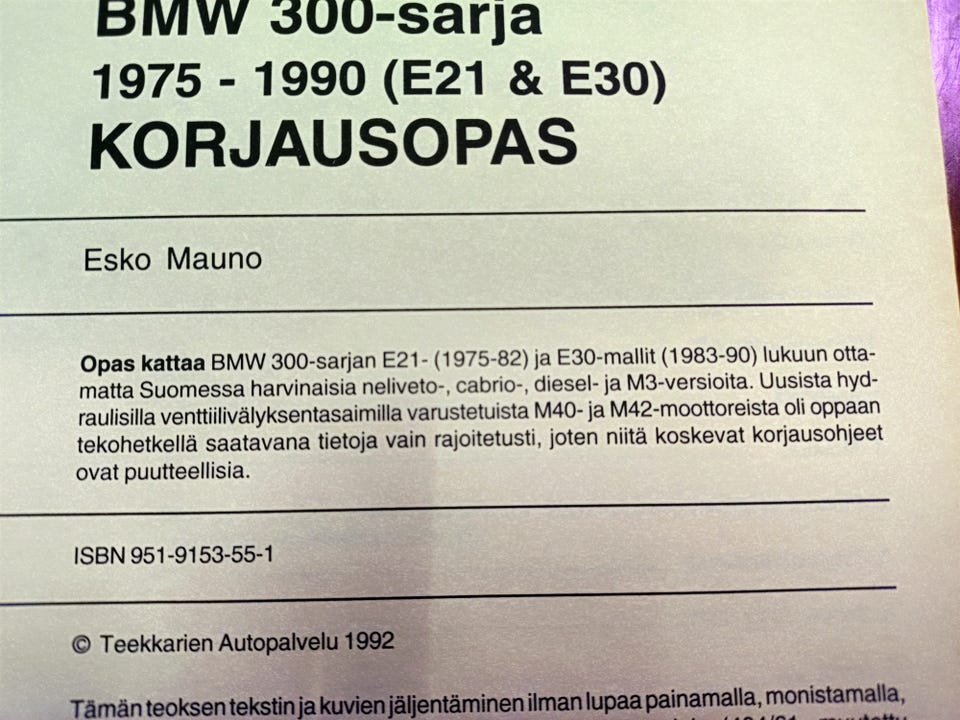 BMW 300-sarja
1975 - 1990 (E21 & E30)
KORJAUSOPAS
Esko Mauno
Opas kattaa BMW 300-sarjan E21- (1975-82) ja E30-mallit (1983-90) lukuun otta-
matta Suomessa harvinaisia neliveto-, cabrio-, diesel- ja M3-versioita. Uusista hyd-
raulisilla venttiilivälyksentasaimilla varustetuista M40- ja M42-moottoreista oli oppaan
tekohetkellä saatavana tietoja vain rajoitetusti, joten niitä koskevat korjausohjeet
ovat puutteellisia.
ISBN 951-9153-55-1
© Teekkarien Autopalvelu 1992
Tämän teoksen tekstin ja kuvien jäljentäminen ilman lupaa painamalla, monistamalla,